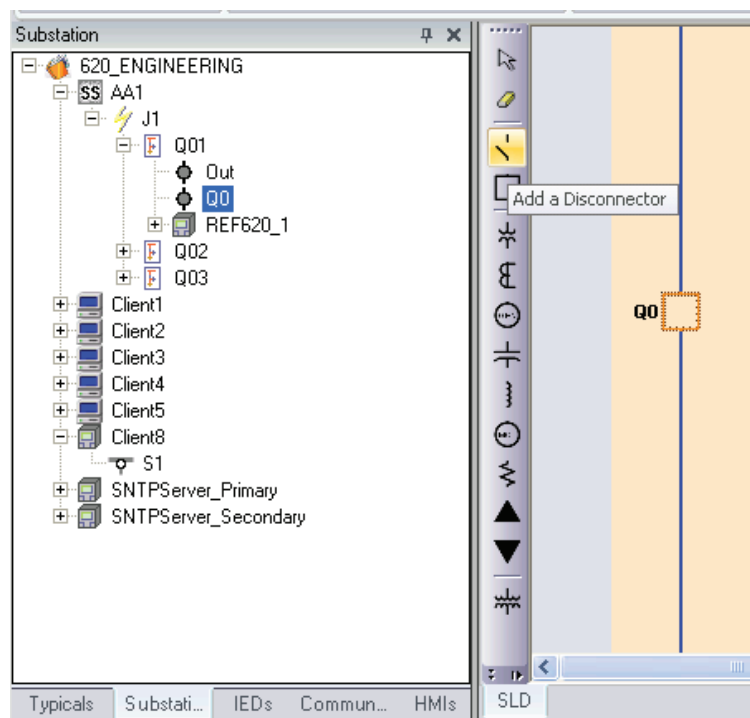 Substation
620_ENGINEERING
SS AA1
J1
Q01
Out
Q0
REF620_1
Q02
Q03
Client1
Client2
Client3
Client4
Client5
Client8
S1
SNTPServer_Primary
SNTPServer_Secondary
Typicals Substati... IEDs Commun... HMIs
Add a Disconnector
Q0
SLD